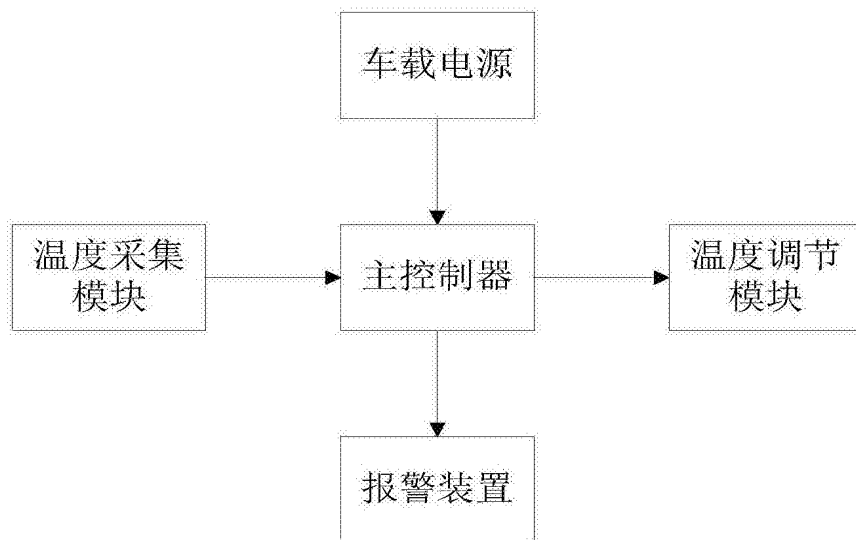 车载电源
温度采集
模块
主控制器
温度调节
模块
报警装置